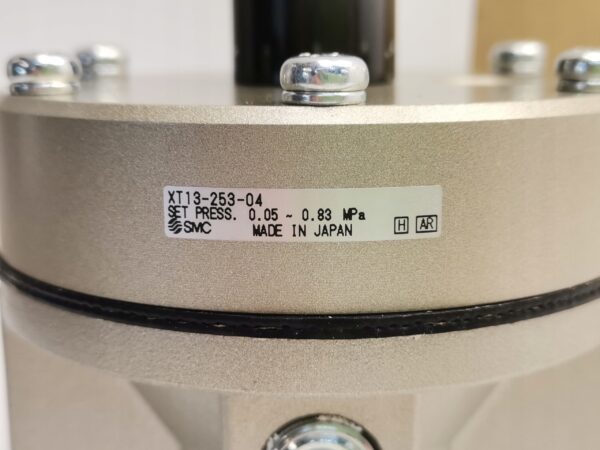 XT13-253-04
SET PRESS. 0.05 ~ 0.83 MPa
SMC MADE IN JAPAN H AR